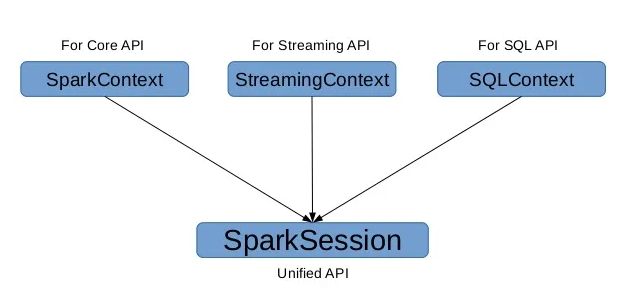 For Core API
For Streaming API
For SQL API
SparkContext
StreamingContext
SQLContext
SparkSession
Unified API